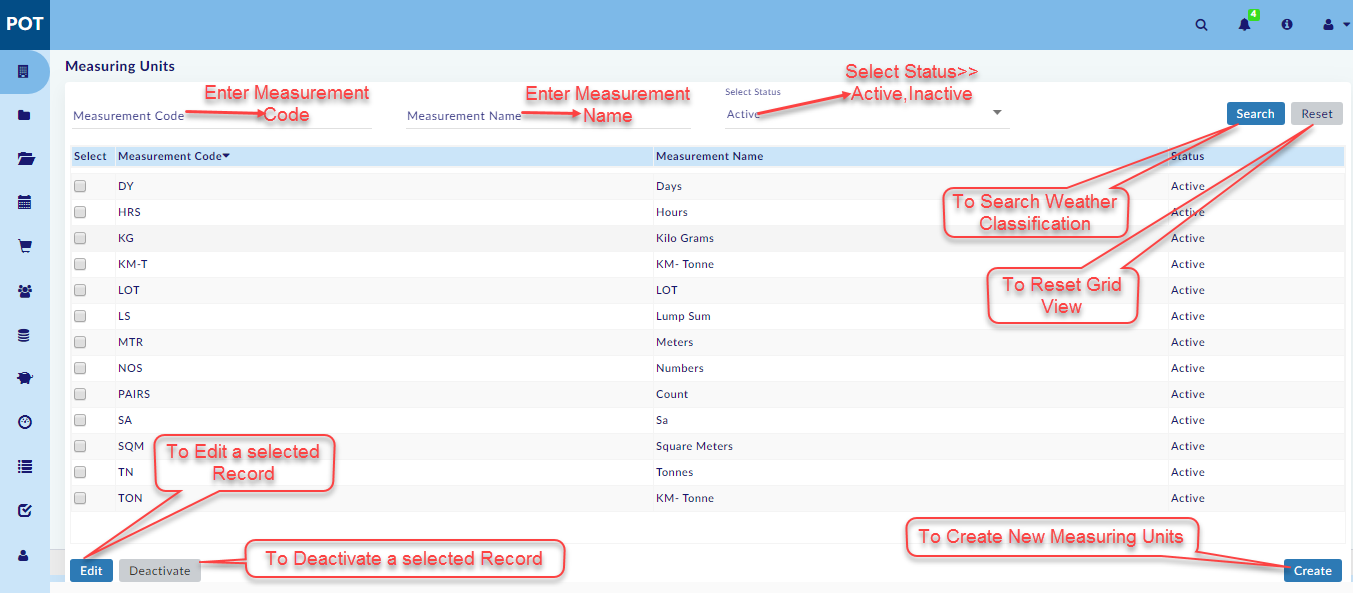 POT
4
Measuring Units
Enter Measurement
Code
Enter Measurement
Name
Select Status>>
Active,Inactive
Measurement Code
Measurement Name
Select Status
Active
Search
Reset
Select Measurement Code Measurement Name Status
DY Days Active
HRS Hours Active
KG Kilo Grams Active
KM-T KM- Tonne Active
LOT LOT Active
LS Lump Sum Active
MTR Meters Active
NOS Numbers Active
PAIRS Count Active
SA Sa Active
SQM Square Meters Active
TN Tonnes Active
TON KM- Tonne Active
To Search Weather
Classification
To Reset Grid
View
To Edit a selected
Record
To Deactivate a selected Record
To Create New Measuring Units
Edit
Deactivate
Create